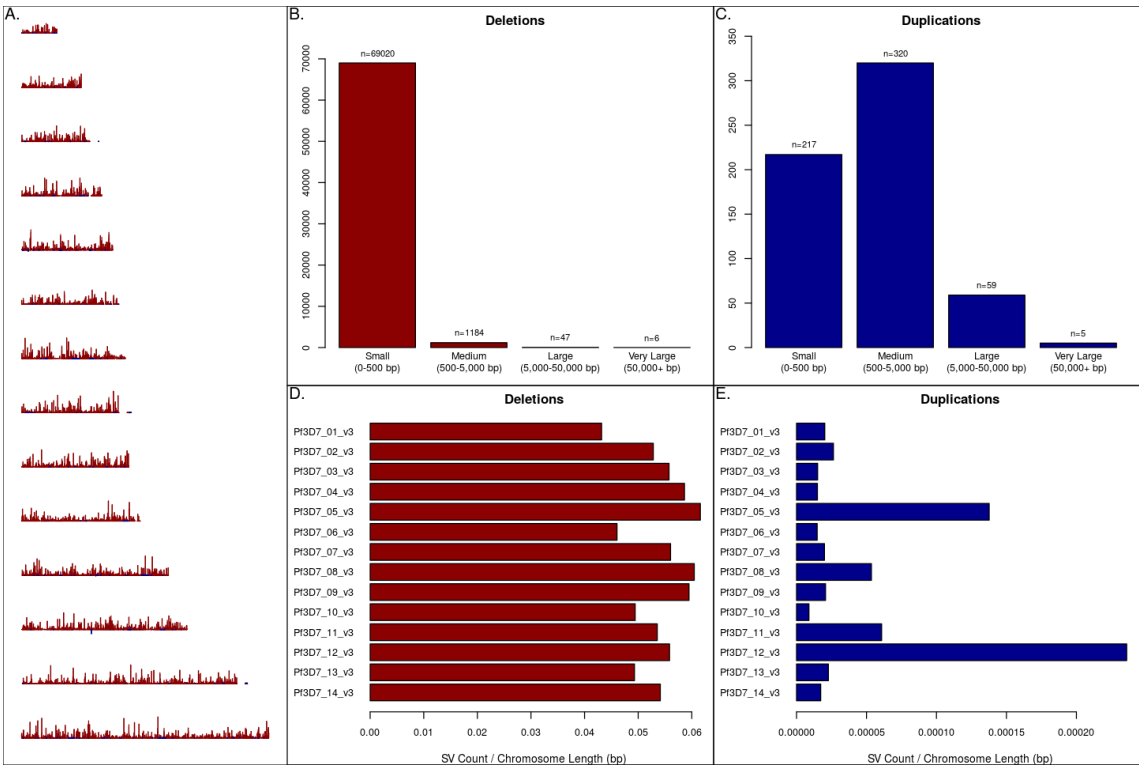 A.
B.
Deletions
n=69020
n=1184
n=47
n=6
0
10000
20000
30000
40000
50000
60000
70000
Small
(0-500 bp)
Medium
(500-5,000 bp)
Large
(5,000-50,000 bp)
Very Large
(50,000+ bp)
C.
Duplications
n=217
n=320
n=59
n=5
0
50
100
150
200
250
300
350
Small
(0-500 bp)
Medium
(500-5,000 bp)
Large
(5,000-50,000 bp)
Very Large
(50,000+ bp)
D.
Deletions
Pf3D7_01_v3
Pf3D7_02_v3
Pf3D7_03_v3
Pf3D7_04_v3
Pf3D7_05_v3
Pf3D7_06_v3
Pf3D7_07_v3
Pf3D7_08_v3
Pf3D7_09_v3
Pf3D7_10_v3
Pf3D7_11_v3
Pf3D7_12_v3
Pf3D7_13_v3
Pf3D7_14_v3
0.00 0.01 0.02 0.03 0.04 0.05 0.06
SV Count / Chromosome Length (bp)
E.
Duplications
Pf3D7_01_v3
Pf3D7_02_v3
Pf3D7_03_v3
Pf3D7_04_v3
Pf3D7_05_v3
Pf3D7_06_v3
Pf3D7_07_v3
Pf3D7_08_v3
Pf3D7_09_v3
Pf3D7_10_v3
Pf3D7_11_v3
Pf3D7_12_v3
Pf3D7_13_v3
Pf3D7_14_v3
0.00000 0.00005 0.00010 0.00015 0.00020
SV Count / Chromosome Length (bp)